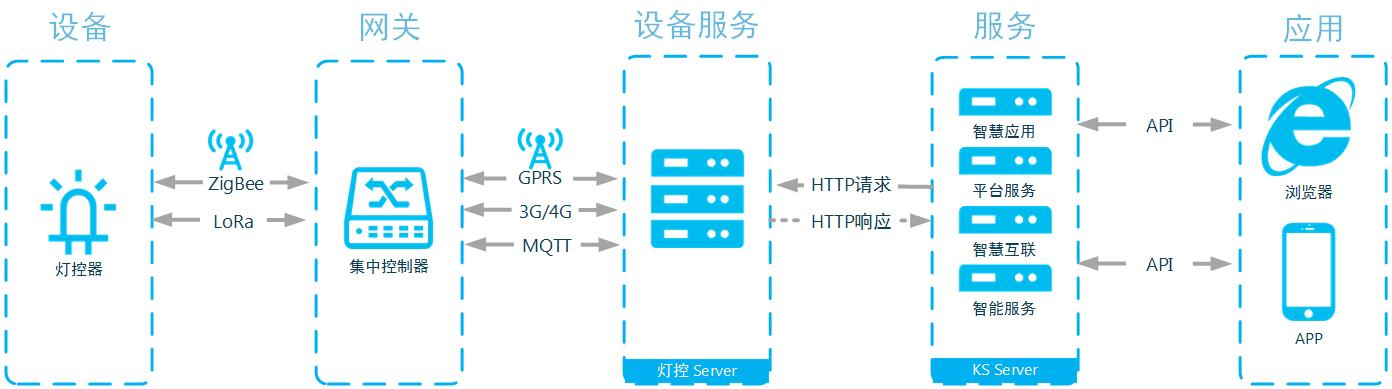 设备
网关
设备服务
服务
应用
灯控器
ZigBee
LoRa
集中控制器
GPRS
3G/4G
MQTT
灯控 Server
HTTP请求
HTTP响应
智慧应用
平台服务
智慧互联
智能服务
KS Server
API
API
浏览器
APP